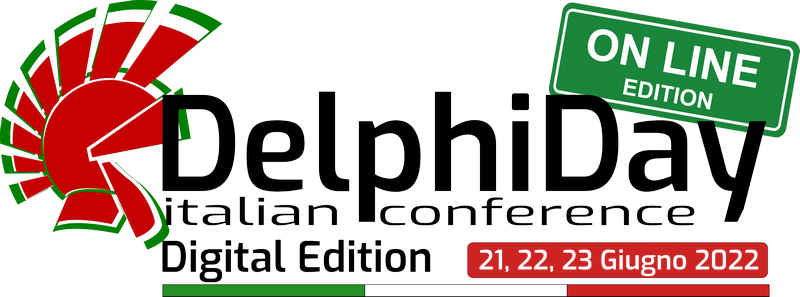 ON LINE
EDITION
DelphiDay
italian conference
Digital Edition
21, 22, 23 Giugno 2022